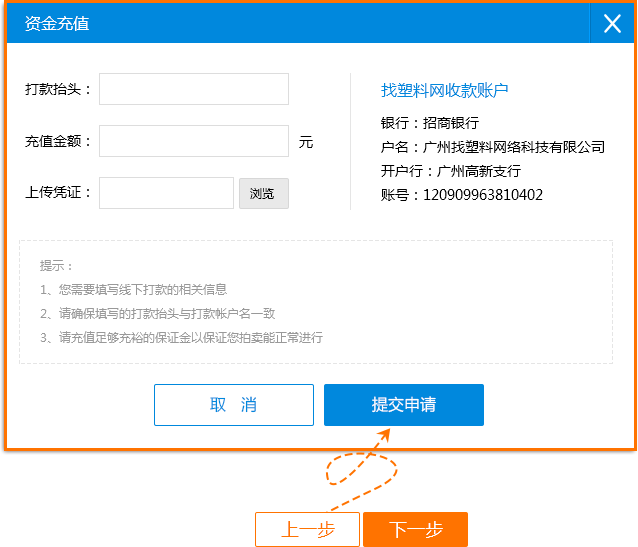 资金充值
打款抬头：
充值金额：
元
上传凭证：
浏览
找塑料网收款账户
银行：招商银行
户名：广州找塑料网络科技有限公司
开户行：广州高新支行
账号：120909963810402
提示：
1、您需要填写线下打款的相关信息
2、请确保填写的打款抬头与打款帐户名一致
3、请充值足够充裕的保证金以保证您拍卖能正常进行
取 消
提交申请
上一步
下一步